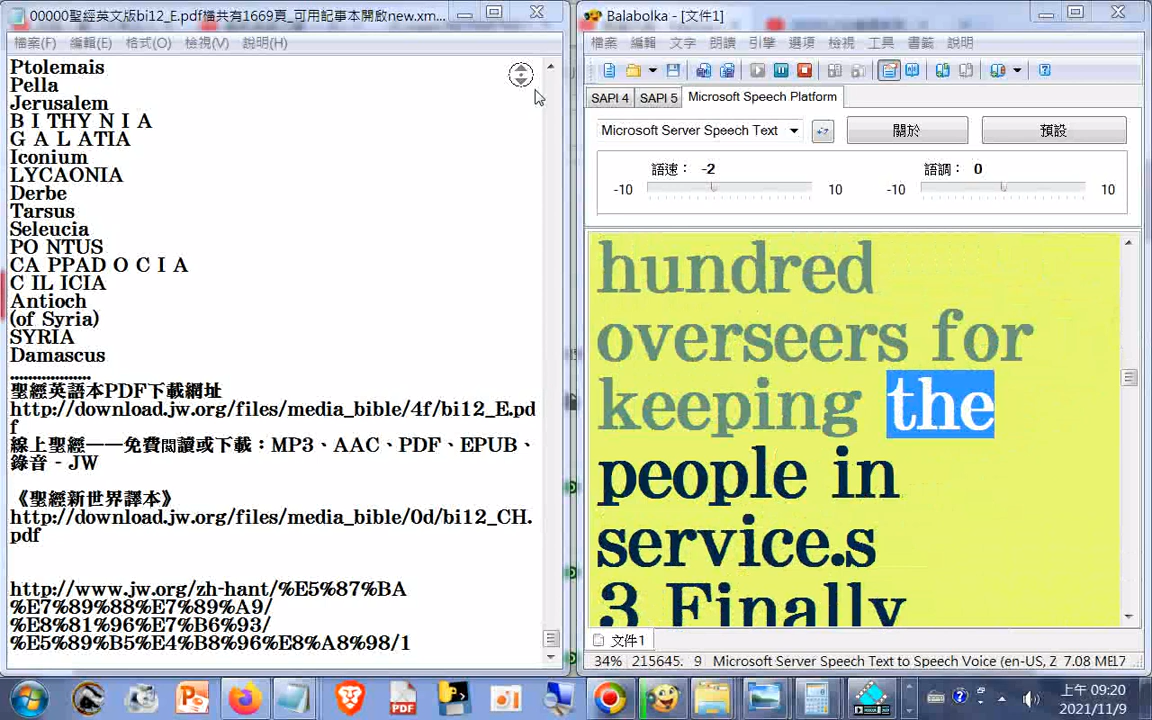 00000聖經英文版bi12_E.pdf檔共有1669頁_可用記事本開啟new.xm...
檔案(F) 編輯(E) 格式(O) 檢視(V) 說明(H)
Ptolemais
Pella
Jerusalem
B I THY N I A
G A L ATIA
Iconium
LYCAONIA
Derbe
Tarsus
Seleucia
PO NTUS
CA PPAD O C I A
C IL ICIA
Antioch
(of Syria)
SYRIA
Damascus
..................
聖經英語本PDF下載網址
http://download.jw.org/files/media_bible/4f/bi12_E.pd
f
線上聖經——免費閱讀或下載：MP3、AAC、PDF、EPUB、
錄音 - JW
《聖經新世界譯本》
http://download.jw.org/files/media_bible/0d/bi12_CH.
pdf
http://www.jw.org/zh-hant/%E5%87%BA
%E7%89%88%E7%89%A9/
%E8%81%96%E7%B6%93/
%E5%89%B5%E4%B8%96%E8%A8%98/1
Balabolka - [文件1]
檔案 編輯 文字 朗讀 引擎 選項 檢視 工具 書籤 說明
SAPI 4 SAPI 5 Microsoft Speech Platform
Microsoft Server Speech Text 關於 預設
語速： -2 語調： 0
-10 10 -10 10
hundred
overseers for
keeping the
people in
service.s
3 Finally
文件1
34% 215645. 9 Microsoft Server Speech Text to Speech Voice (en-US, Z 7.08 ME 17
PDF
上午 09:20
2021/11/9